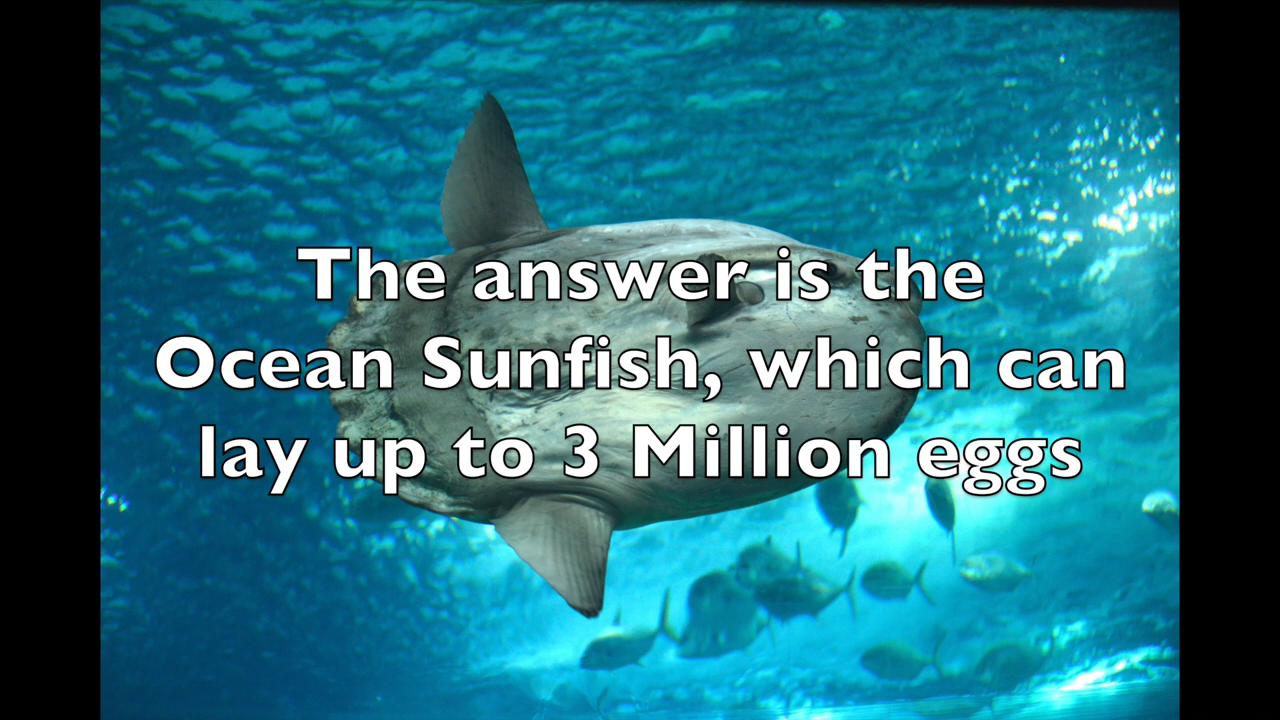 The answer is the
Ocean Sunfish, which can
lay up to 3 Million eggs